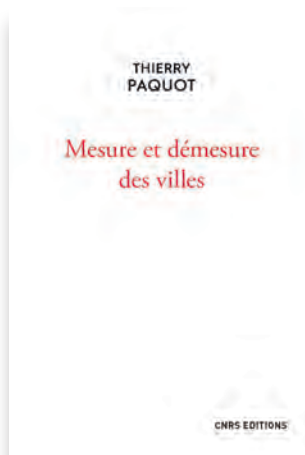 THIERRY
PAQUOT
Mesure et démesure
des villes
CNRS EDITIONS